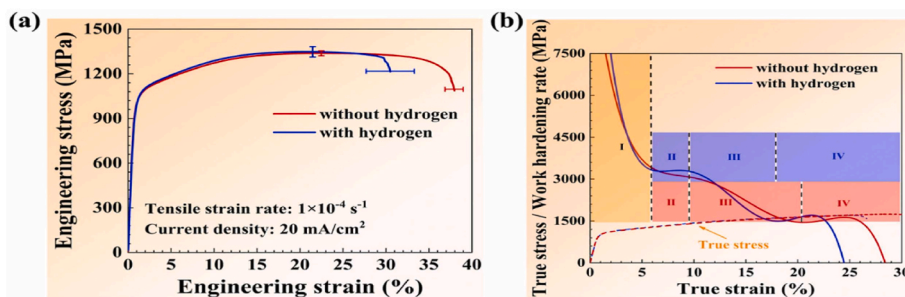 (a)
Engineering stress (MPa)
1500
1200
900
600
300
0
without hydrogen
with hydrogen
Tensile strain rate: 1×10⁻⁴ s⁻¹
Current density: 20 mA/cm²
0 5 10 15 20 25 30 35 40
Engineering strain (%)
(b)
True stress / Work hardening rate (MPa)
7500
6000
4500
3000
1500
0
without hydrogen
with hydrogen
I
II III IV
II III IV
True stress
0 5 10 15 20 25 30
True strain (%)